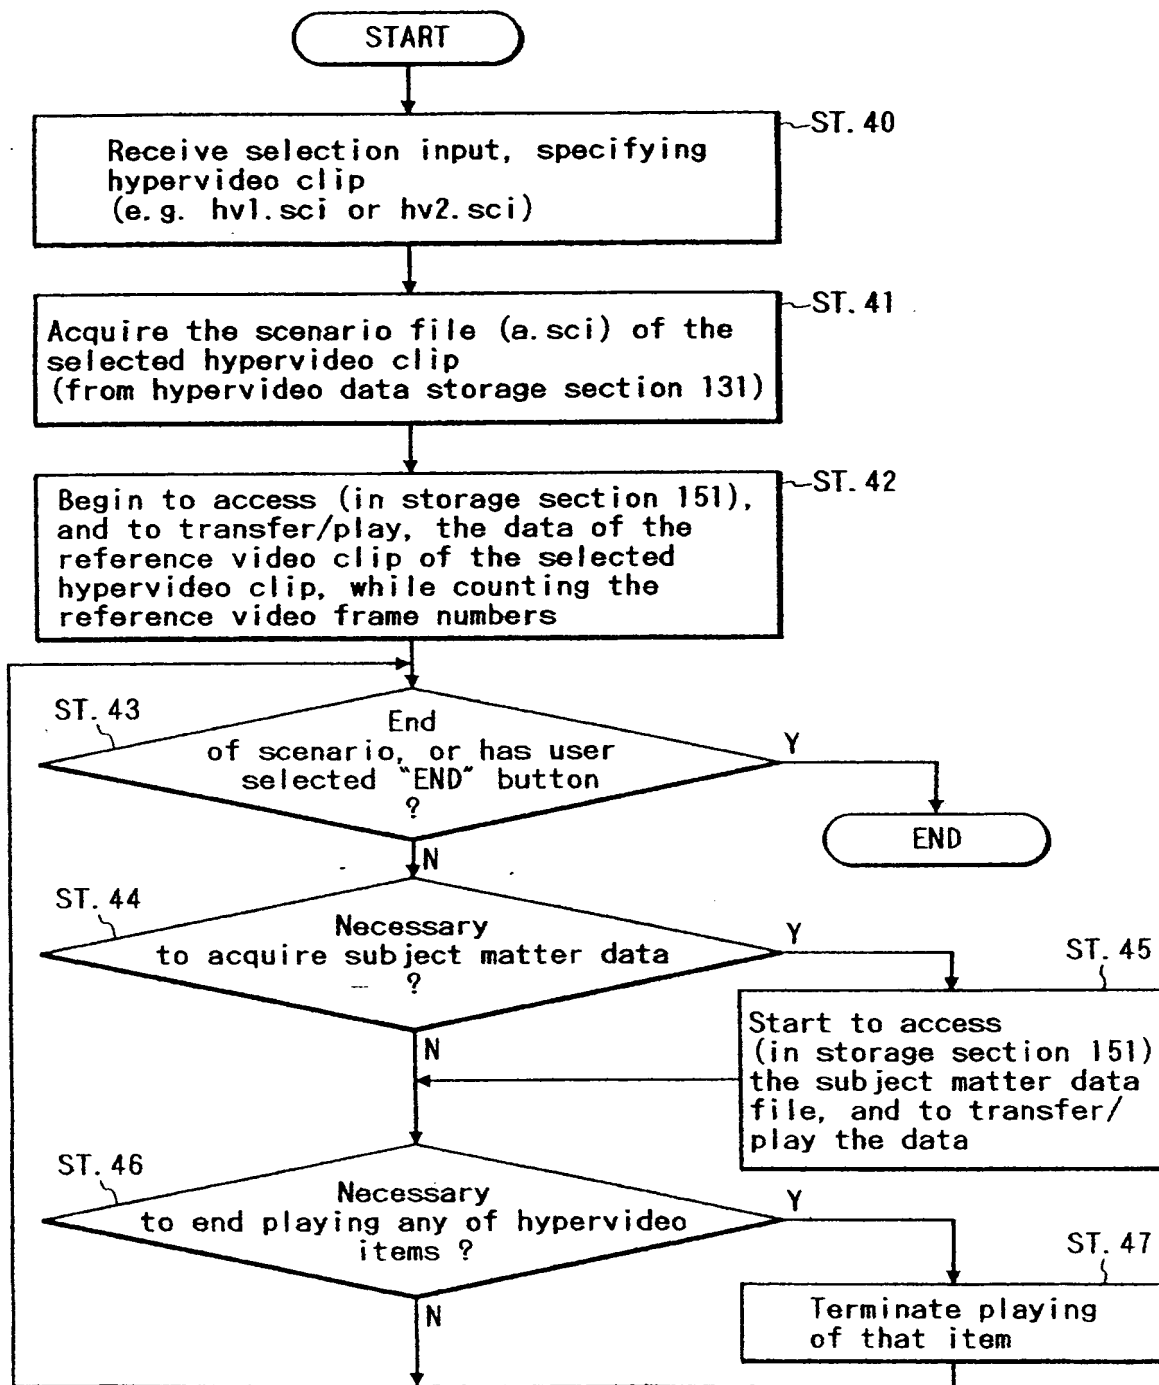 START
ST. 40
Receive selection input, specifying
hypervideo clip
(e.g. hv1.sci or hv2.sci)
ST. 41
Acquire the scenario file (a.sci) of the
selected hypervideo clip
(from hypervideo data storage section 131)
ST. 42
Begin to access (in storage section 151),
and to transfer/play, the data of the
reference video clip of the selected
hypervideo clip, while counting the
reference video frame numbers
ST. 43
End
of scenario, or has user
selected "END" button
?
Y
END
N
ST. 44
Necessary
to acquire subject matter data
?
Y
N
ST. 45
Start to access
(in storage section 151)
the subject matter data
file, and to transfer/
play the data
ST. 46
Necessary
to end playing any of hypervideo
items ?
Y
N
ST. 47
Terminate playing
of that item